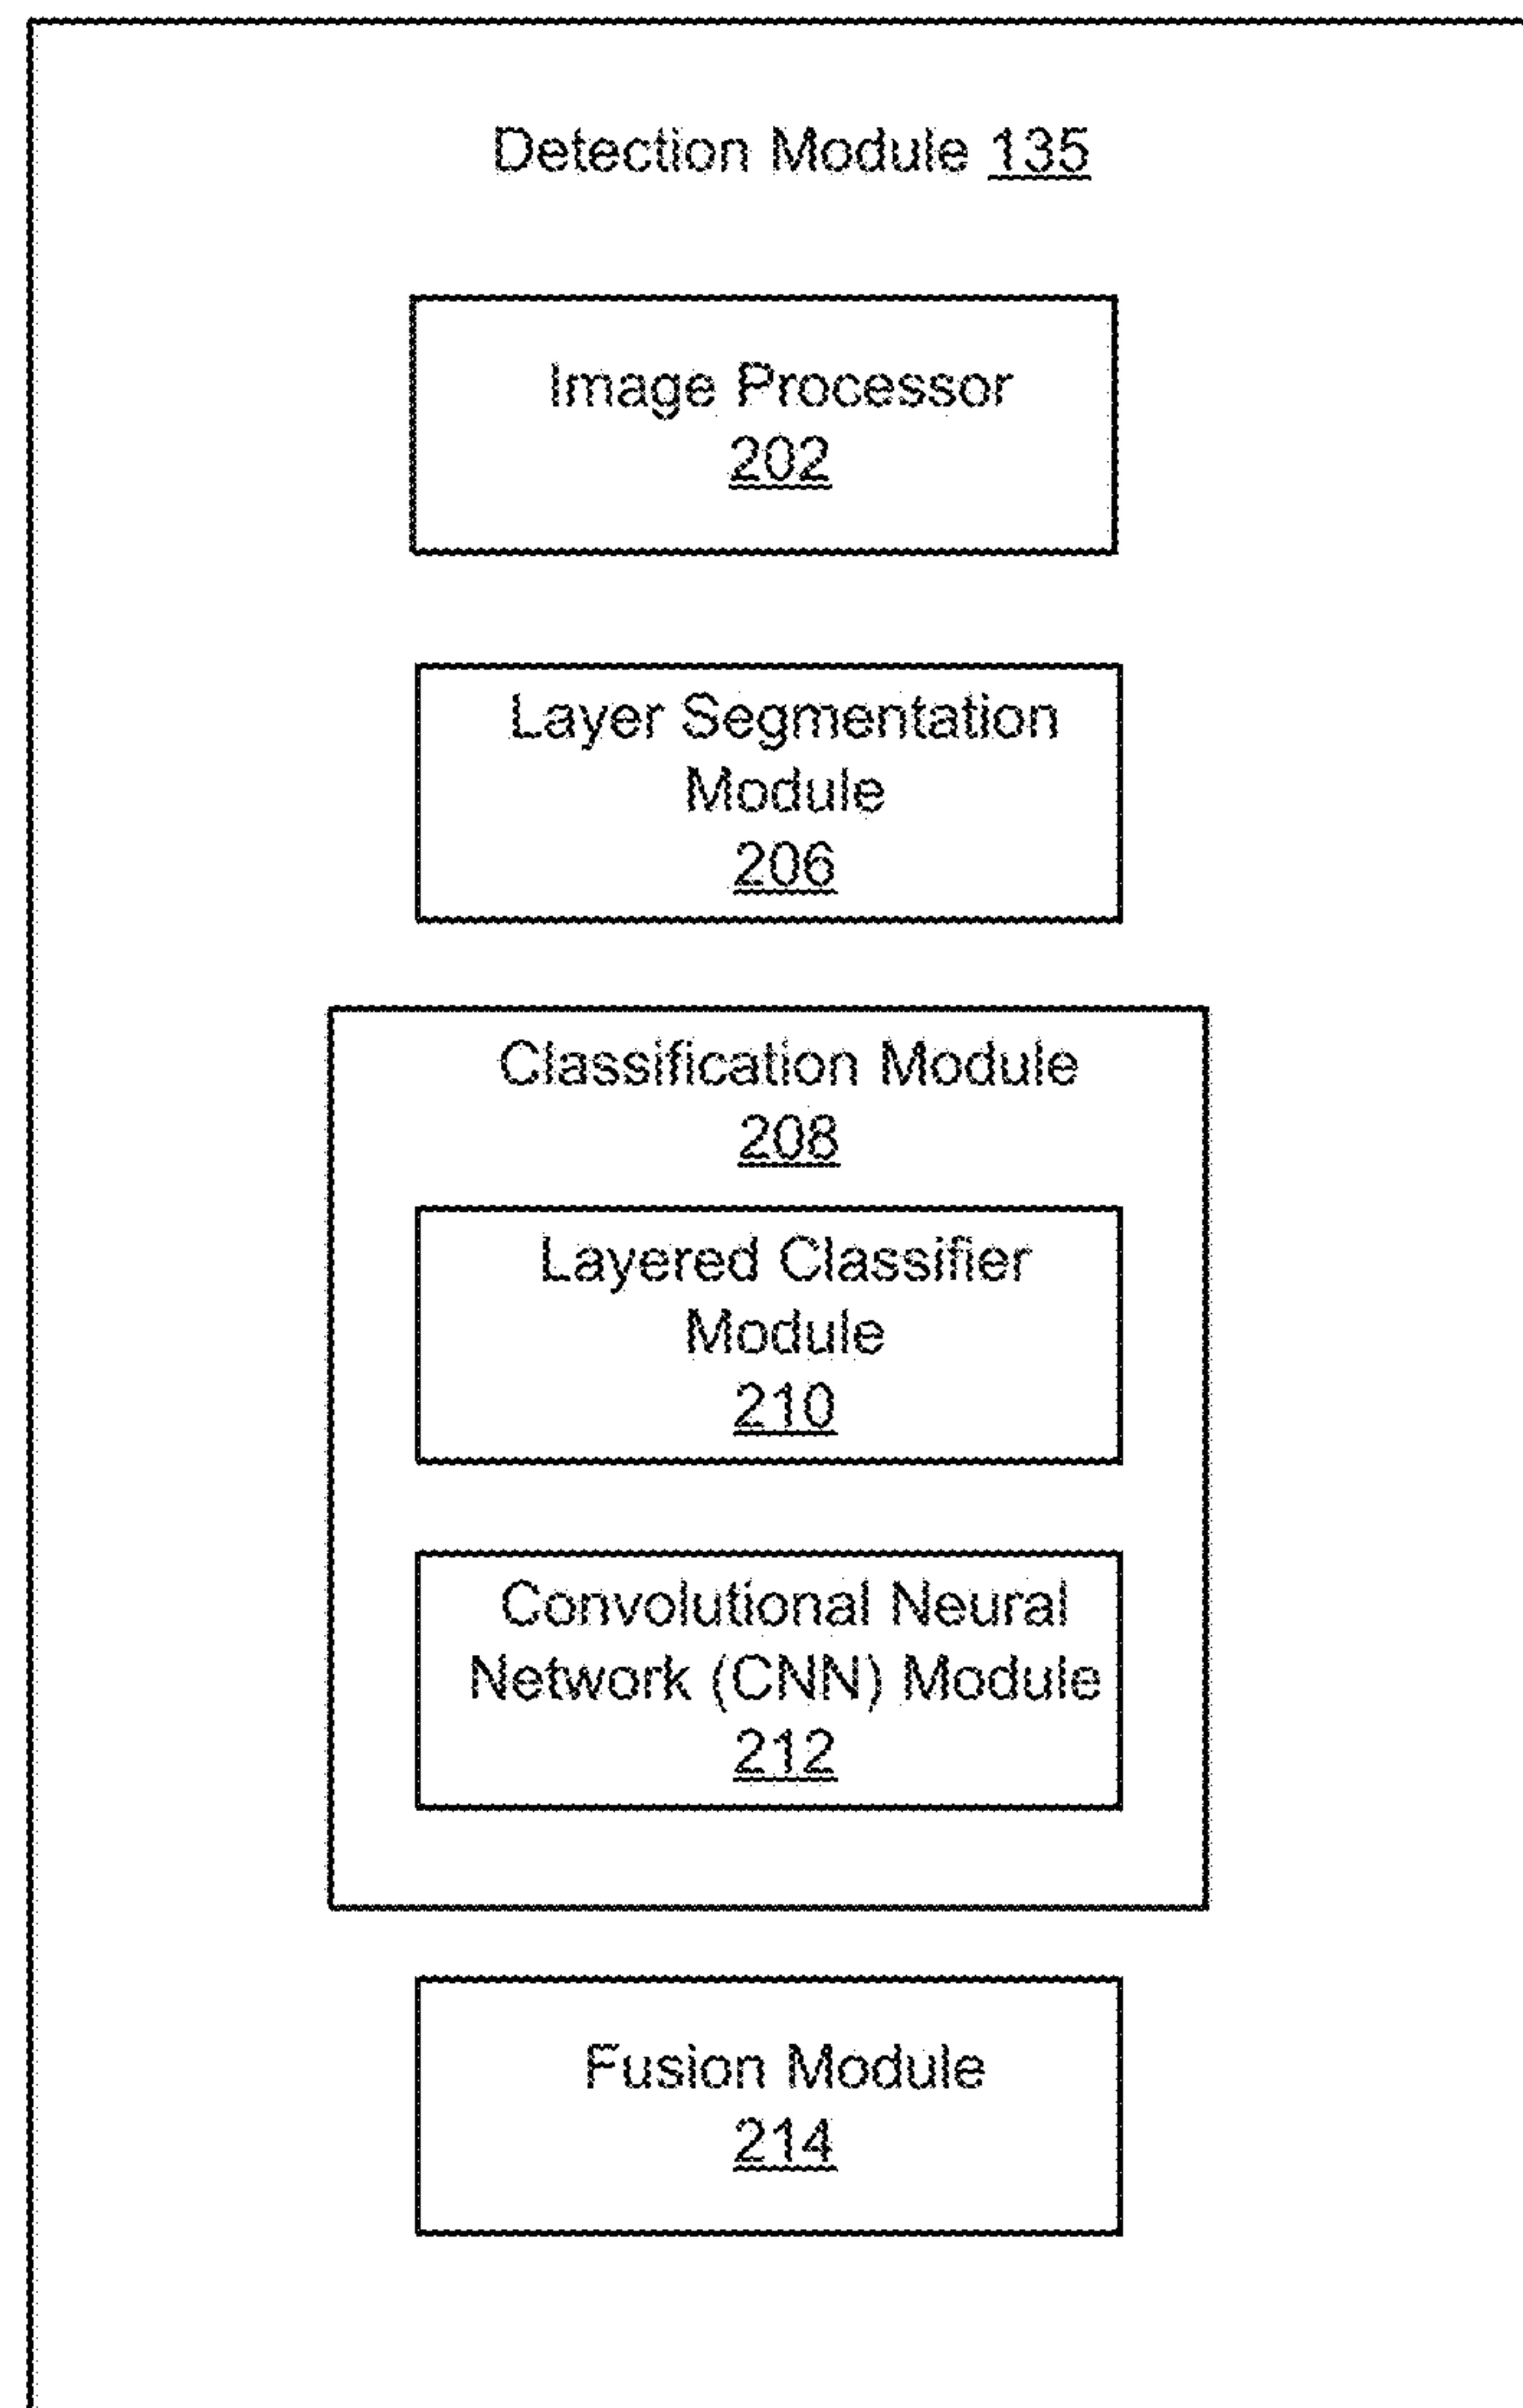 Detection Module 135
Image Processor
202
Layer Segmentation
Module
206
Classification Module
208
Layered Classifier
Module
210
Convolutional Neural
Network (CNN) Module
212
Fusion Module
214